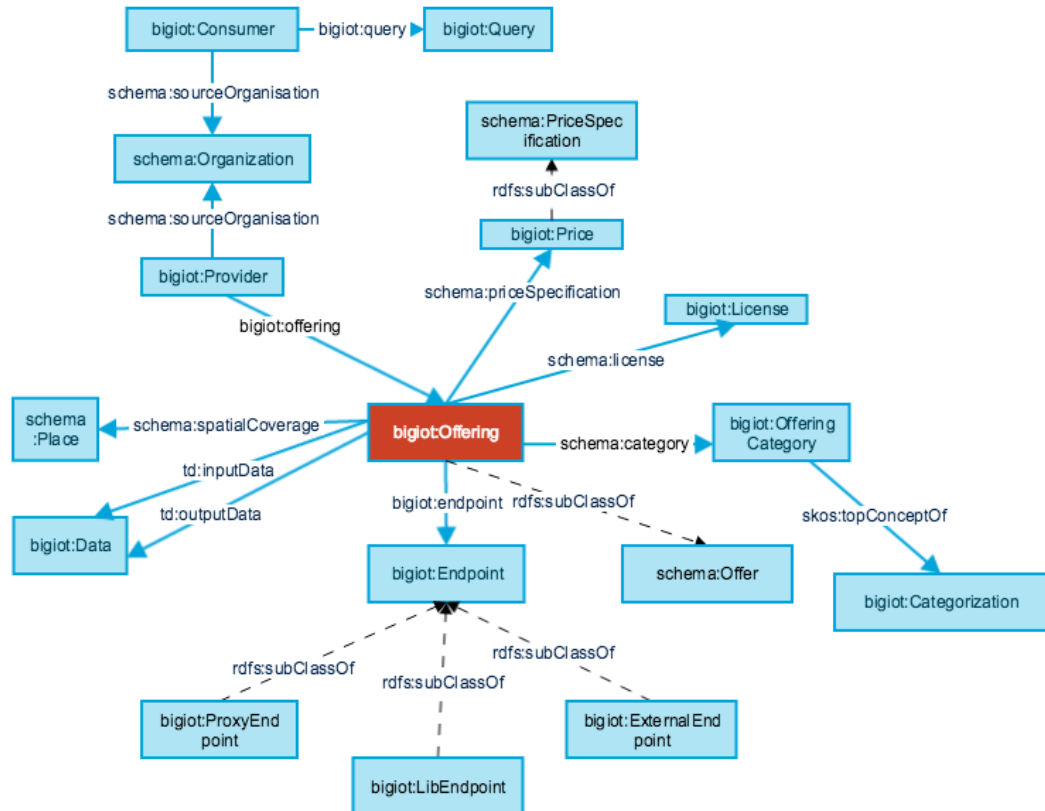 bigiot:Consumer
bigiot:query
bigiot:Query
schema:sourceOrganisation
schema:PriceSpec
ification
schema:Organization
rdfs:subClassOf
schema:sourceOrganisation
bigiot:Price
bigiot:Provider
schema:priceSpecification
bigiot:License
bigiot:offering
schema:license
schema
:Place
schema:spatialCoverage
bigiot:Offering
schema:category
bigiot:Offering
Category
td:inputData
bigiot:endpoint
rdfs:subClassOf
td:outputData
skos:topConceptOf
bigiot:Data
bigiot:Endpoint
schema:Offer
bigiot:Categorization
rdfs:subClassOf
rdfs:subClassOf
rdfs:subClassOf
bigiot:ProxyEnd
point
bigiot:ExternalEnd
point
bigiot:LibEndpoint